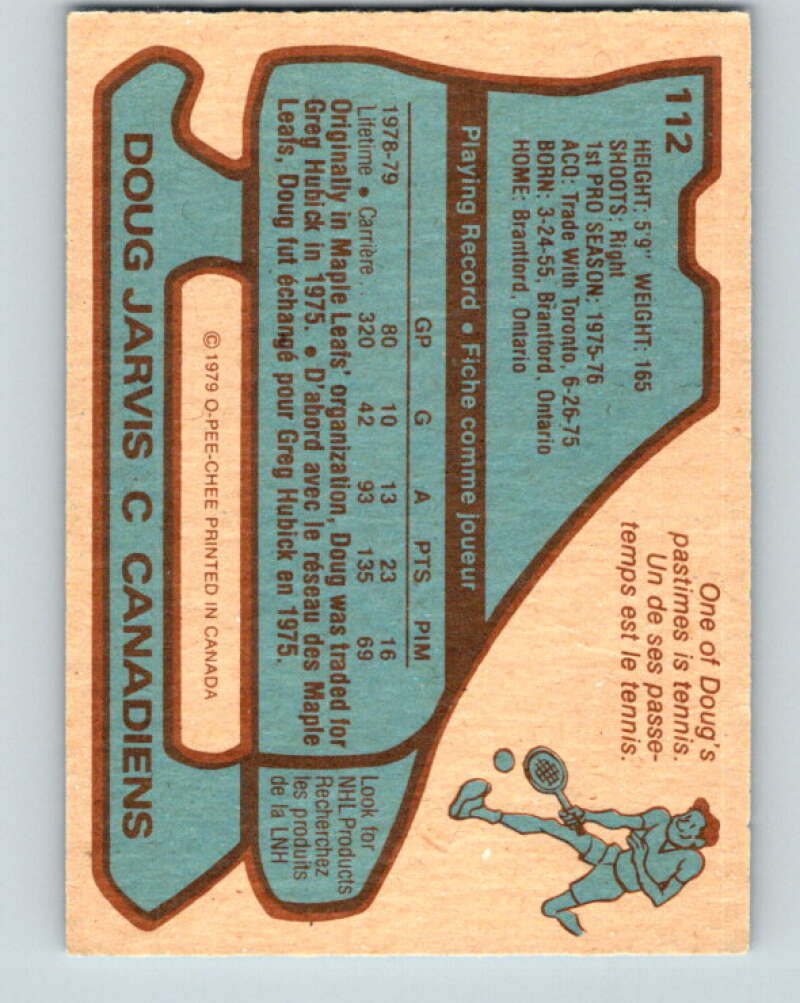 112
HEIGHT: 5'9" WEIGHT: 165
SHOOTS: Right
1st PRO SEASON: 1975-76
ACQ: Trade With Toronto, 6-26-75
BORN: 3-24-55, Brantford, Ontario
HOME: Brantford, Ontario
One of Doug's
pastimes is tennis.
Un de ses passe-
temps est le tennis.
Playing Record • Fiche comme joueur
GP G A PTS PIM
1978-79 80 10 13 23 16
Lifetime • Carrière . . 320 42 93 135 69
Originally in Maple Leafs' organization, Doug was traded for
Greg Hubick in 1975. • D'abord avec le réseau des Maple
Leafs, Doug fut échangé pour Greg Hubick en 1975.
Look for
NHL Products
Recherchez
les produits
de la LNH
© 1979 O-PEE-CHEE PRINTED IN CANADA
DOUG JARVIS C CANADIENS